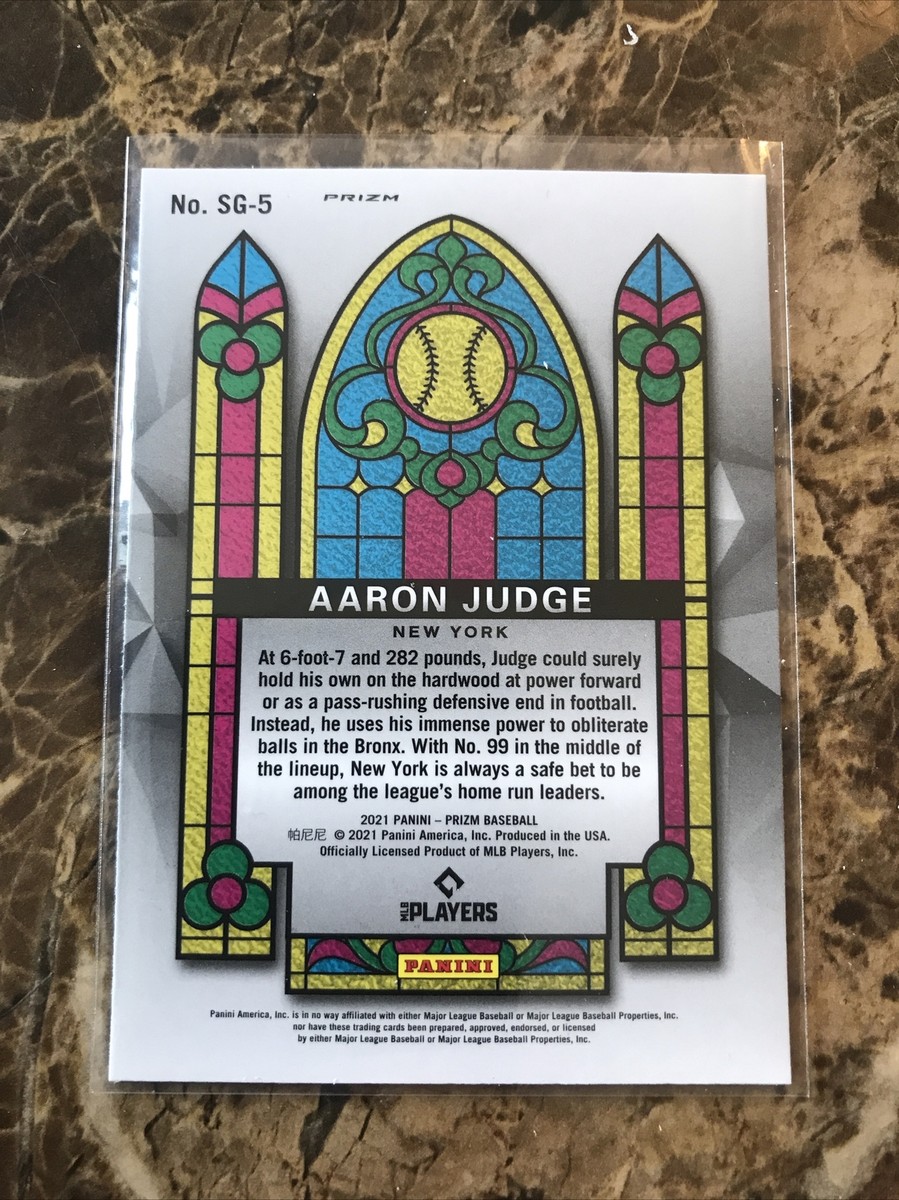 No. SG-5 PRIZM
AARON JUDGE
NEW YORK
At 6-foot-7 and 282 pounds, Judge could surely
hold his own on the hardwood at power forward
or as a pass-rushing defensive end in football.
Instead, he uses his immense power to obliterate
balls in the Bronx. With No. 99 in the middle of
the lineup, New York is always a safe bet to be
among the league's home run leaders.
2021 PANINI – PRIZM BASEBALL
帕尼尼 © 2021 Panini America, Inc. Produced in the USA.
Officially Licensed Product of MLB Players, Inc.
MLB PLAYERS
PANINI
Panini America, Inc. is in no way affiliated with either Major League Baseball or Major League Baseball Properties, Inc.
nor have these trading cards been prepared, approved, endorsed, or licensed
by either Major League Baseball or Major League Baseball Properties, Inc.